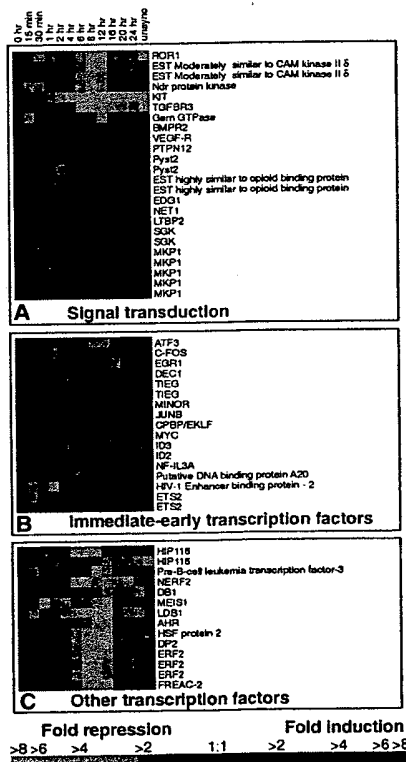 0 hr
15 min
30 min
1 hr
2 hr
4 hr
6 hr
8 hr
12 hr
16 hr
20 hr
24 hr
unsync
ROR1
EST Moderately similar to CAM kinase II δ
EST Moderately similar to CAM kinase II δ
Ndr protein kinase
KIT
TGFBR3
Gem GTPase
BMPR2
VEGF-R
PTPN12
Pyst2
Pyst2
EST highly similar to opioid binding protein
EST highly similar to opioid binding protein
EDG1
NET1
LTBP2
SGK
SGK
MKP1
MKP1
MKP1
MKP1
MKP1
A Signal transduction
ATF3
C-FOS
EGR1
DEC1
TIEG
TIEG
MINOR
JUNB
CPBP/EKLF
MYC
ID3
ID2
NF-IL3A
Putative DNA binding protein A20
HIV-1 Enhancer binding protein - 2
ETS2
ETS2
B Immediate-early transcription factors
HIP116
HIP116
Pre-B-cell leukemia transcription factor-3
NERF2
DB1
MEIS1
LDB1
AHR
HSF protein 2
DP2
ERF2
ERF2
ERF2
FREAC-2
C Other transcription factors
Fold repression Fold induction
>8 >6 >4 >2 1:1 >2 >4 >6 >8